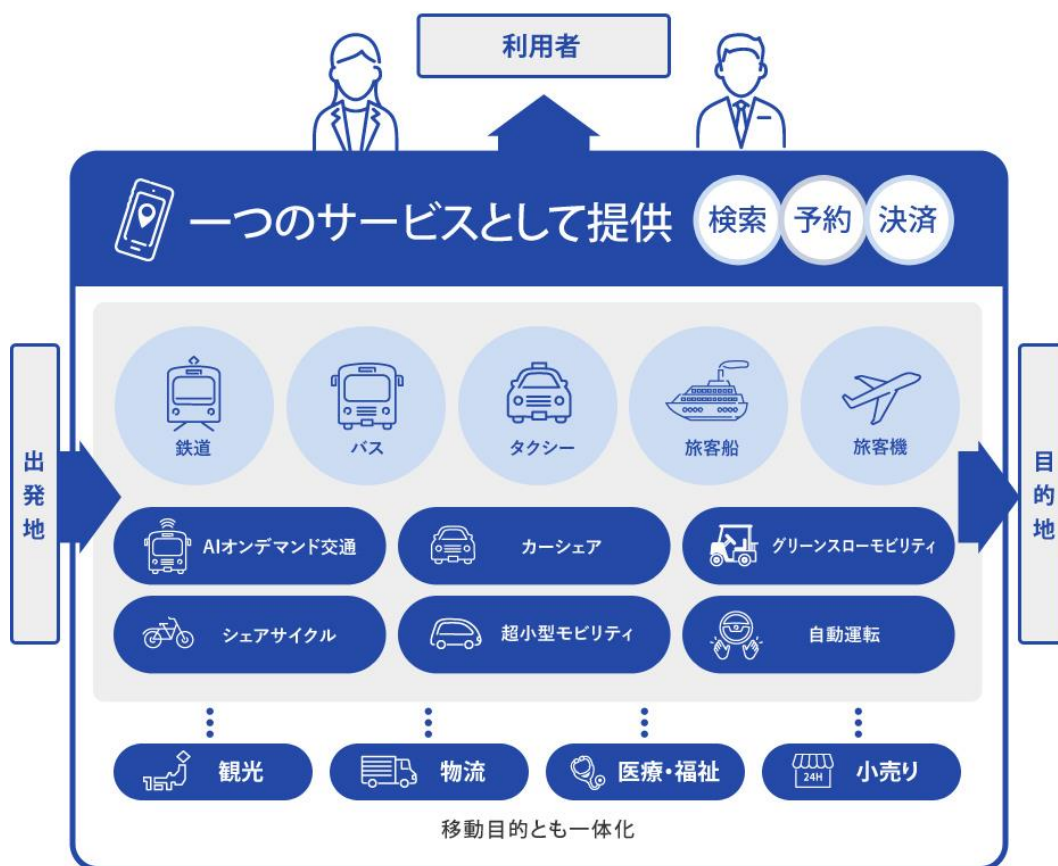 利用者
一つのサービスとして提供
検索
予約
決済
出発地
鉄道
バス
タクシー
旅客船
旅客機
目的地
AIオンデマンド交通
カーシェア
グリーンスローモビリティ
シェアサイクル
超小型モビリティ
自動運転
観光
物流
医療・福祉
24H
小売り
移動目的とも一体化